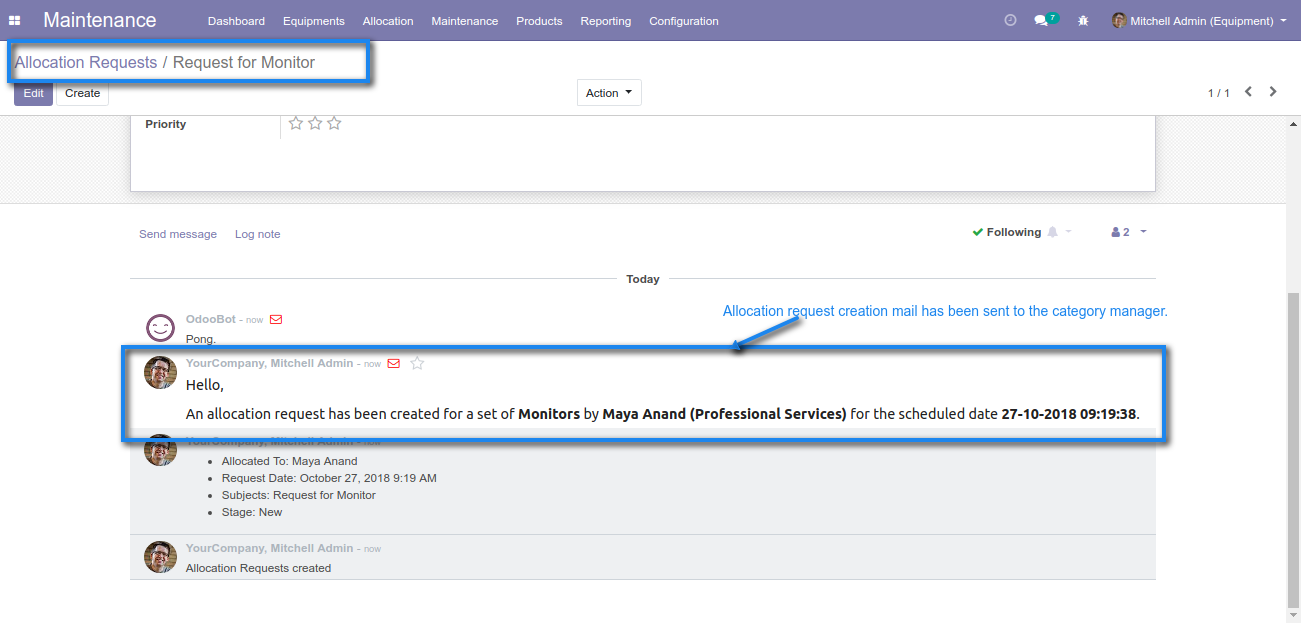 Maintenance Dashboard Equipments Allocation Maintenance Products Reporting Configuration 7 Mitchell Admin (Equipment)
Allocation Requests / Request for Monitor
Edit Create Action 1 / 1
Priority
Send message Log note Following 2
Today
Allocation request creation mail has been sent to the category manager.
OdooBot - now
Pong.
YourCompany, Mitchell Admin - now
Hello,
An allocation request has been created for a set of Monitors by Maya Anand (Professional Services) for the scheduled date 27-10-2018 09:19:38.
YourCompany, Mitchell Admin - now
• Allocated To: Maya Anand
• Request Date: October 27, 2018 9:19 AM
• Subjects: Request for Monitor
• Stage: New
YourCompany, Mitchell Admin - now
Allocation Requests created